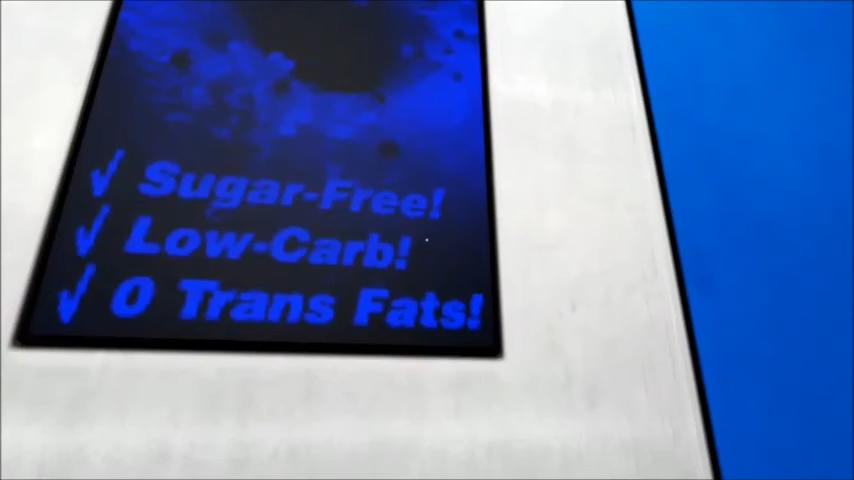 ✓ Sugar-Free!
✓ Low-Carb!
✓ 0 Trans Fats!